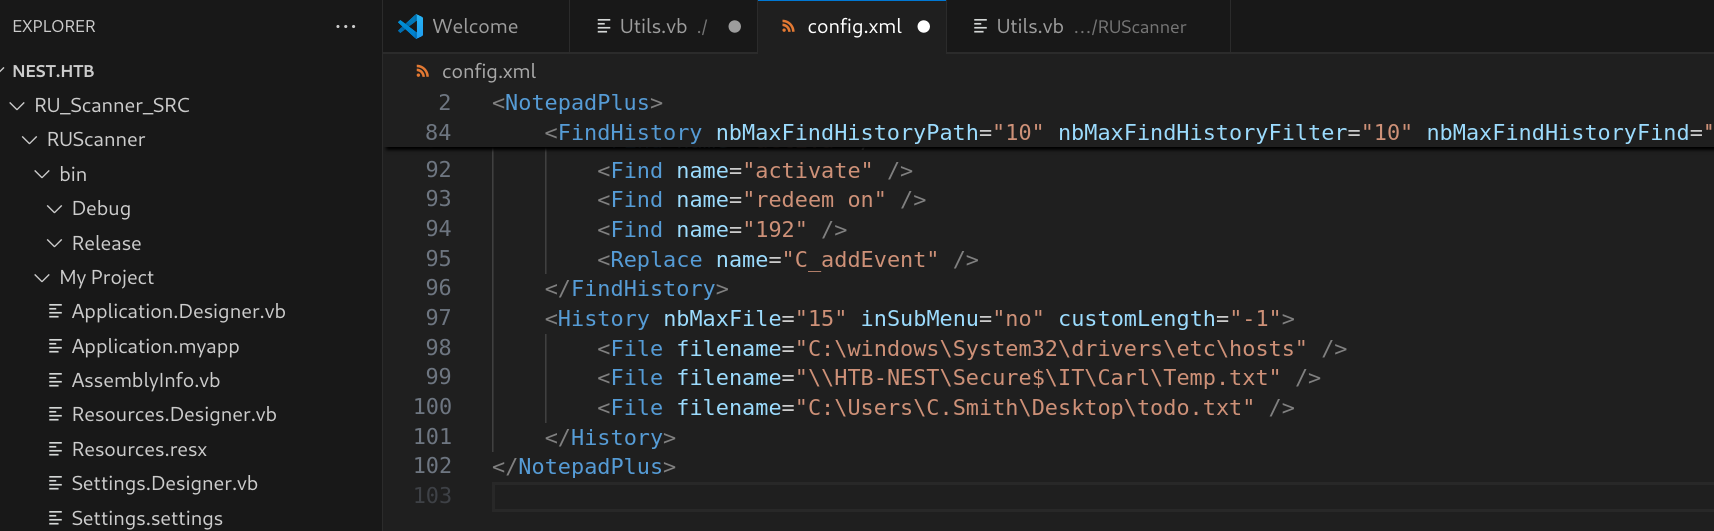 EXPLORER ...
NEST.HTB
RU_Scanner_SRC
RUScanner
bin
Debug
Release
My Project
Application.Designer.vb
Application.myapp
AssemblyInfo.vb
Resources.Designer.vb
Resources.resx
Settings.Designer.vb
Settings.settings
Welcome
Utils.vb ./
config.xml
Utils.vb .../RUScanner
config.xml
2 <NotepadPlus>
84 <FindHistory nbMaxFindHistoryPath="10" nbMaxFindHistoryFilter="10" nbMaxFindHistoryFind="
92 <Find name="activate" />
93 <Find name="redeem on" />
94 <Find name="192" />
95 <Replace name="C_addEvent" />
96 </FindHistory>
97 <History nbMaxFile="15" inSubMenu="no" customLength="-1">
98 <File filename="C:\windows\System32\drivers\etc\hosts" />
99 <File filename="\\HTB-NEST\Secure$\IT\Carl\Temp.txt" />
100 <File filename="C:\Users\C.Smith\Desktop\todo.txt" />
101 </History>
102 </NotepadPlus>
103